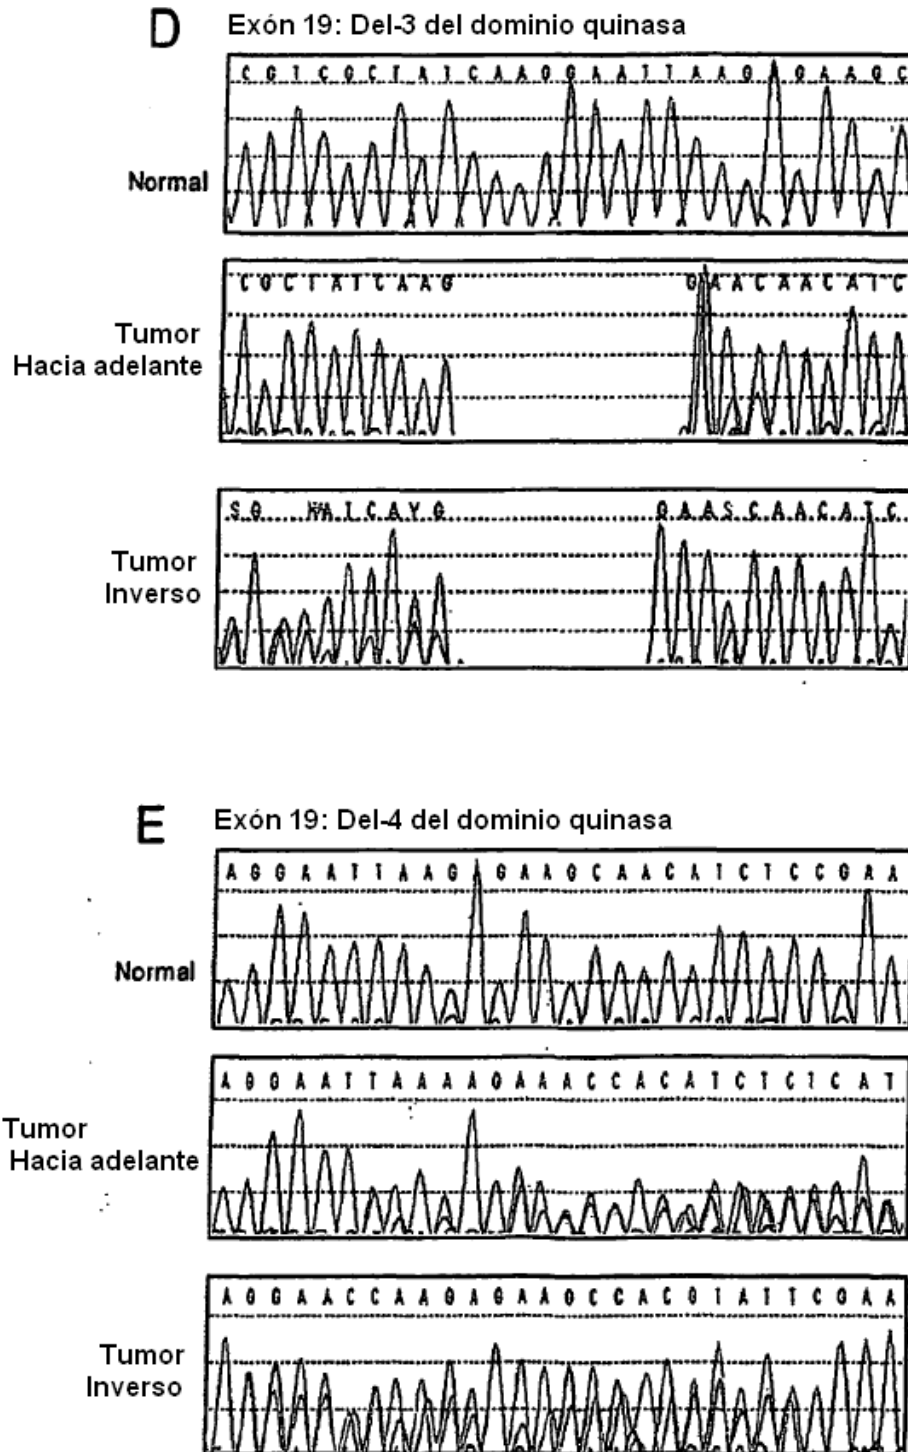 D Exón 19: Del-3 del dominio quinasa
C G T C G C T A T C A A G G A A T T A A G A G A A G C
Normal
C G C T A T C A A G G A A C A A C A T C
Tumor
Hacia adelante
S G A T C A Y G G A A S C A A C A T C
Tumor
Inverso
E Exón 19: Del-4 del dominio quinasa
A G G A A T T A A G A G A A G C A A C A T C T C C G A A
Normal
A G G A A T T A A A A G A A A C C A C A T C T C T C A T
Tumor
Hacia adelante
A G G A A C C A A G A G A A G C C A C G T A T T C G A A
Tumor
Inverso